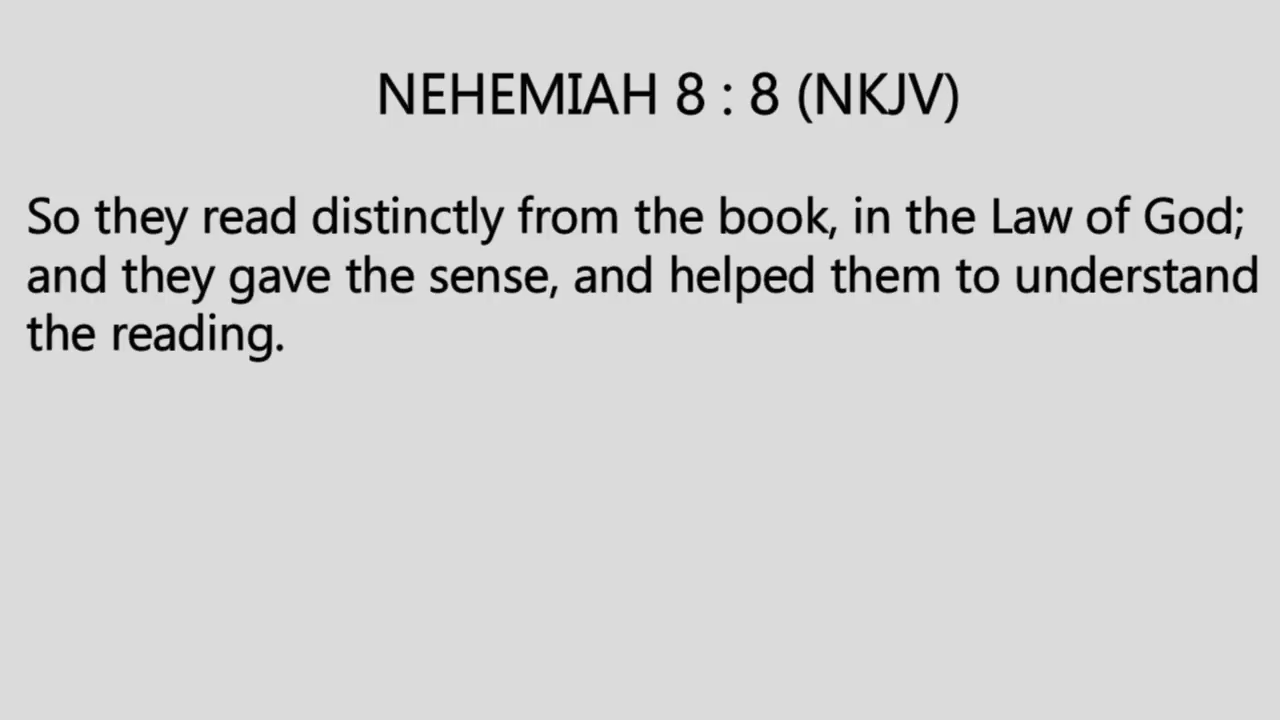 NEHEMIAH 8 : 8 (NKJV)
So they read distinctly from the book, in the Law of God;
and they gave the sense, and helped them to understand
the reading.